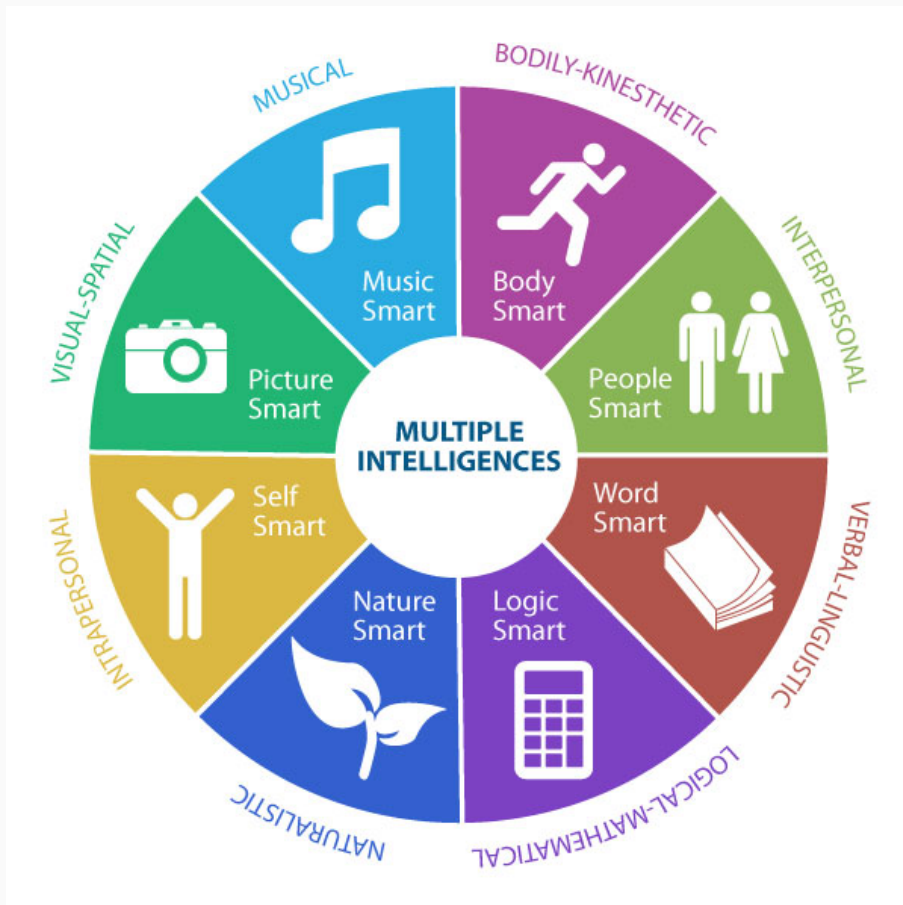 MUSICAL
BODILY-KINESTHETIC
INTERPERSONAL
VERBAL-LINGUISTIC
LOGICAL-MATHEMATICAL
NATURALISTIC
INTRAPERSONAL
VISUAL-SPATIAL
Music
Smart
Body
Smart
People
Smart
Word
Smart
Logic
Smart
Nature
Smart
Self
Smart
Picture
Smart
MULTIPLE
INTELLIGENCES